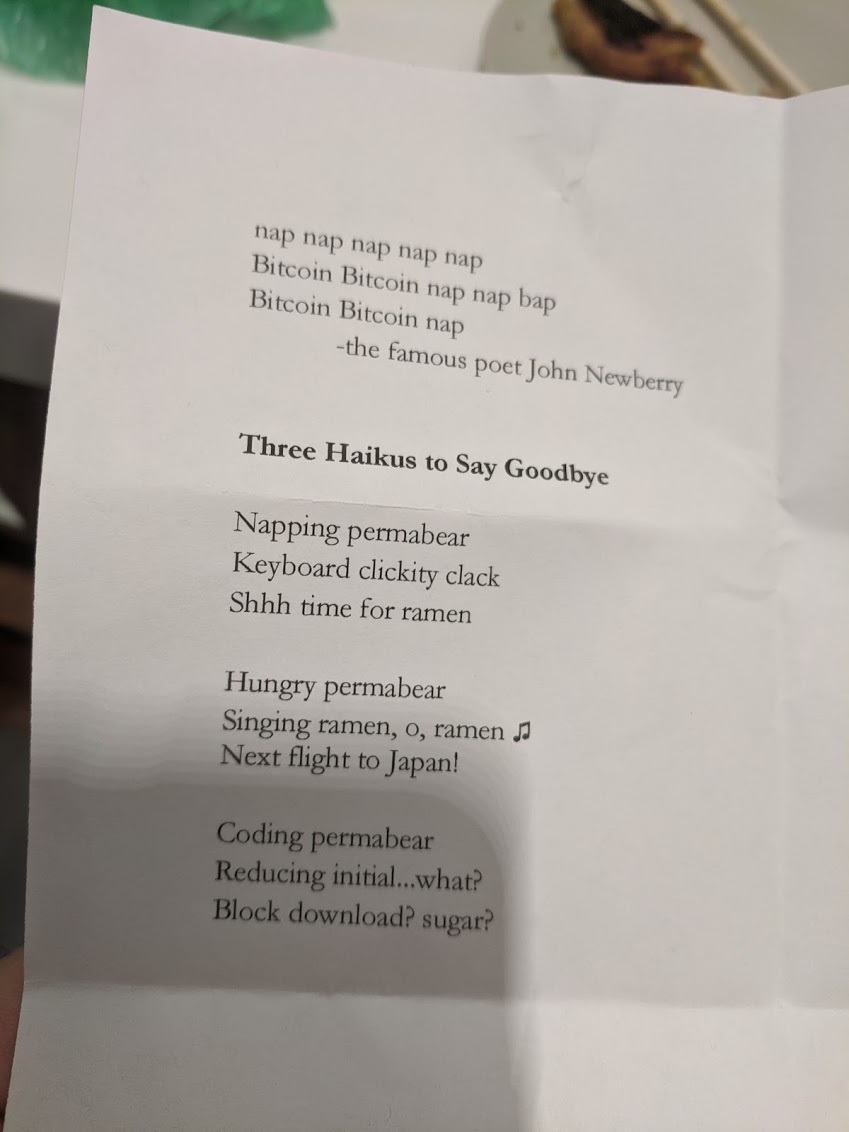 nap nap nap nap nap
Bitcoin Bitcoin nap nap bap
Bitcoin Bitcoin nap
-the famous poet John Newberry
Three Haikus to Say Goodbye
Napping permabear
Keyboard clickity clack
Shhh time for ramen
Hungry permabear
Singing ramen, o, ramen ♫
Next flight to Japan!
Coding permabear
Reducing initial...what?
Block download? sugar?